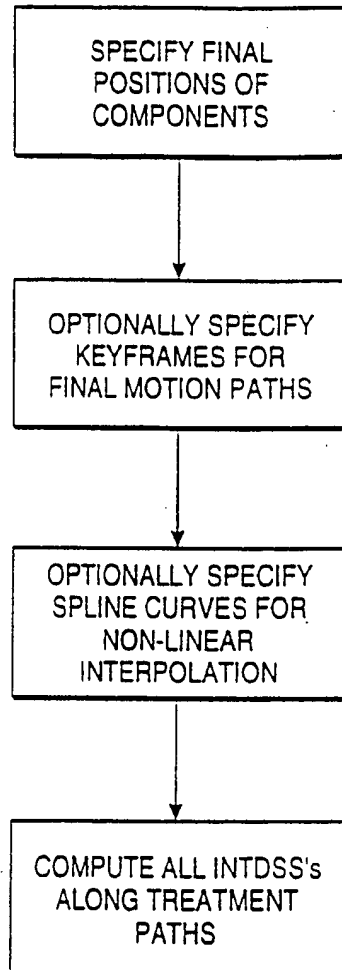 SPECIFY FINAL
POSITIONS OF
COMPONENTS
OPTIONALLY SPECIFY
KEYFRAMES FOR
FINAL MOTION PATHS
OPTIONALLY SPECIFY
SPLINE CURVES FOR
NON-LINEAR
INTERPOLATION
COMPUTE ALL INTDSS's
ALONG TREATMENT
PATHS